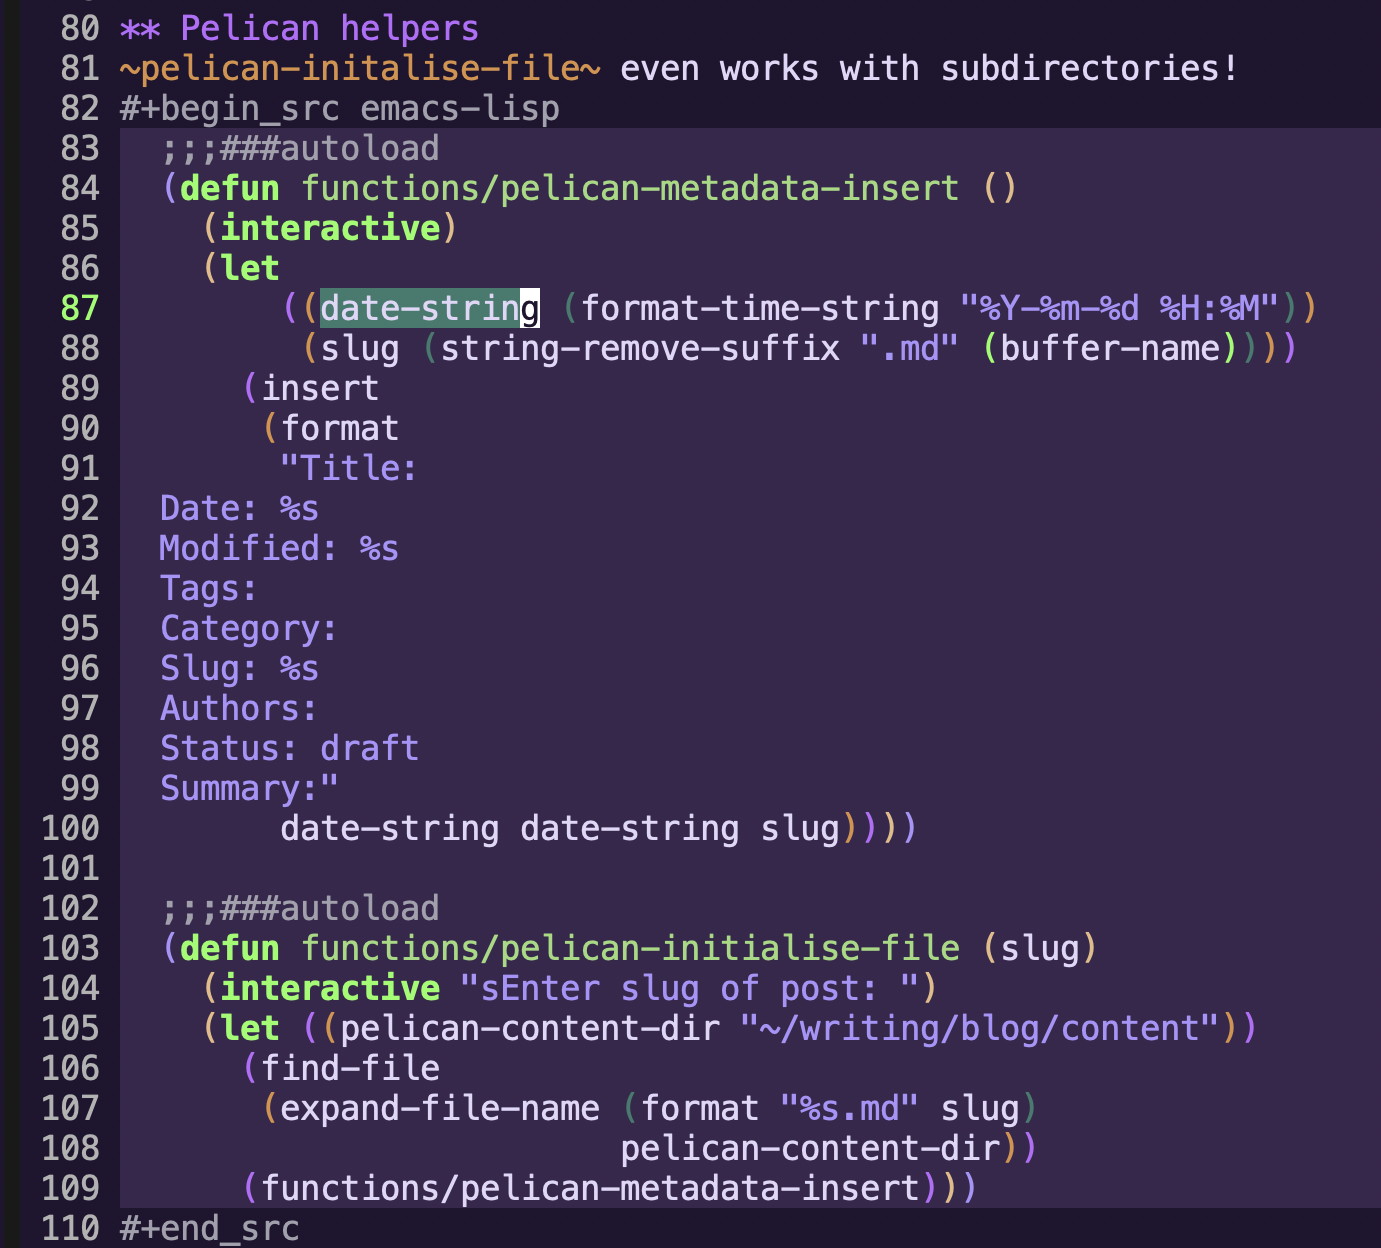 80 ** Pelican helpers
81 ~pelican-initalise-file~ even works with subdirectories!
82 #+begin_src emacs-lisp
83   ;;;###autoload
84   (defun functions/pelican-metadata-insert ()
85     (interactive)
86     (let
87         ((date-string (format-time-string "%Y-%m-%d %H:%M"))
88          (slug (string-remove-suffix ".md" (buffer-name))))
89       (insert
90        (format
91         "Title:
92   Date: %s
93   Modified: %s
94   Tags:
95   Category:
96   Slug: %s
97   Authors:
98   Status: draft
99   Summary:"
100         date-string date-string slug))))
101
102   ;;;###autoload
103   (defun functions/pelican-initialise-file (slug)
104     (interactive "sEnter slug of post: ")
105     (let ((pelican-content-dir "~/writing/blog/content"))
106       (find-file
107        (expand-file-name (format "%s.md" slug)
108                          pelican-content-dir))
109       (functions/pelican-metadata-insert)))
110 #+end_src